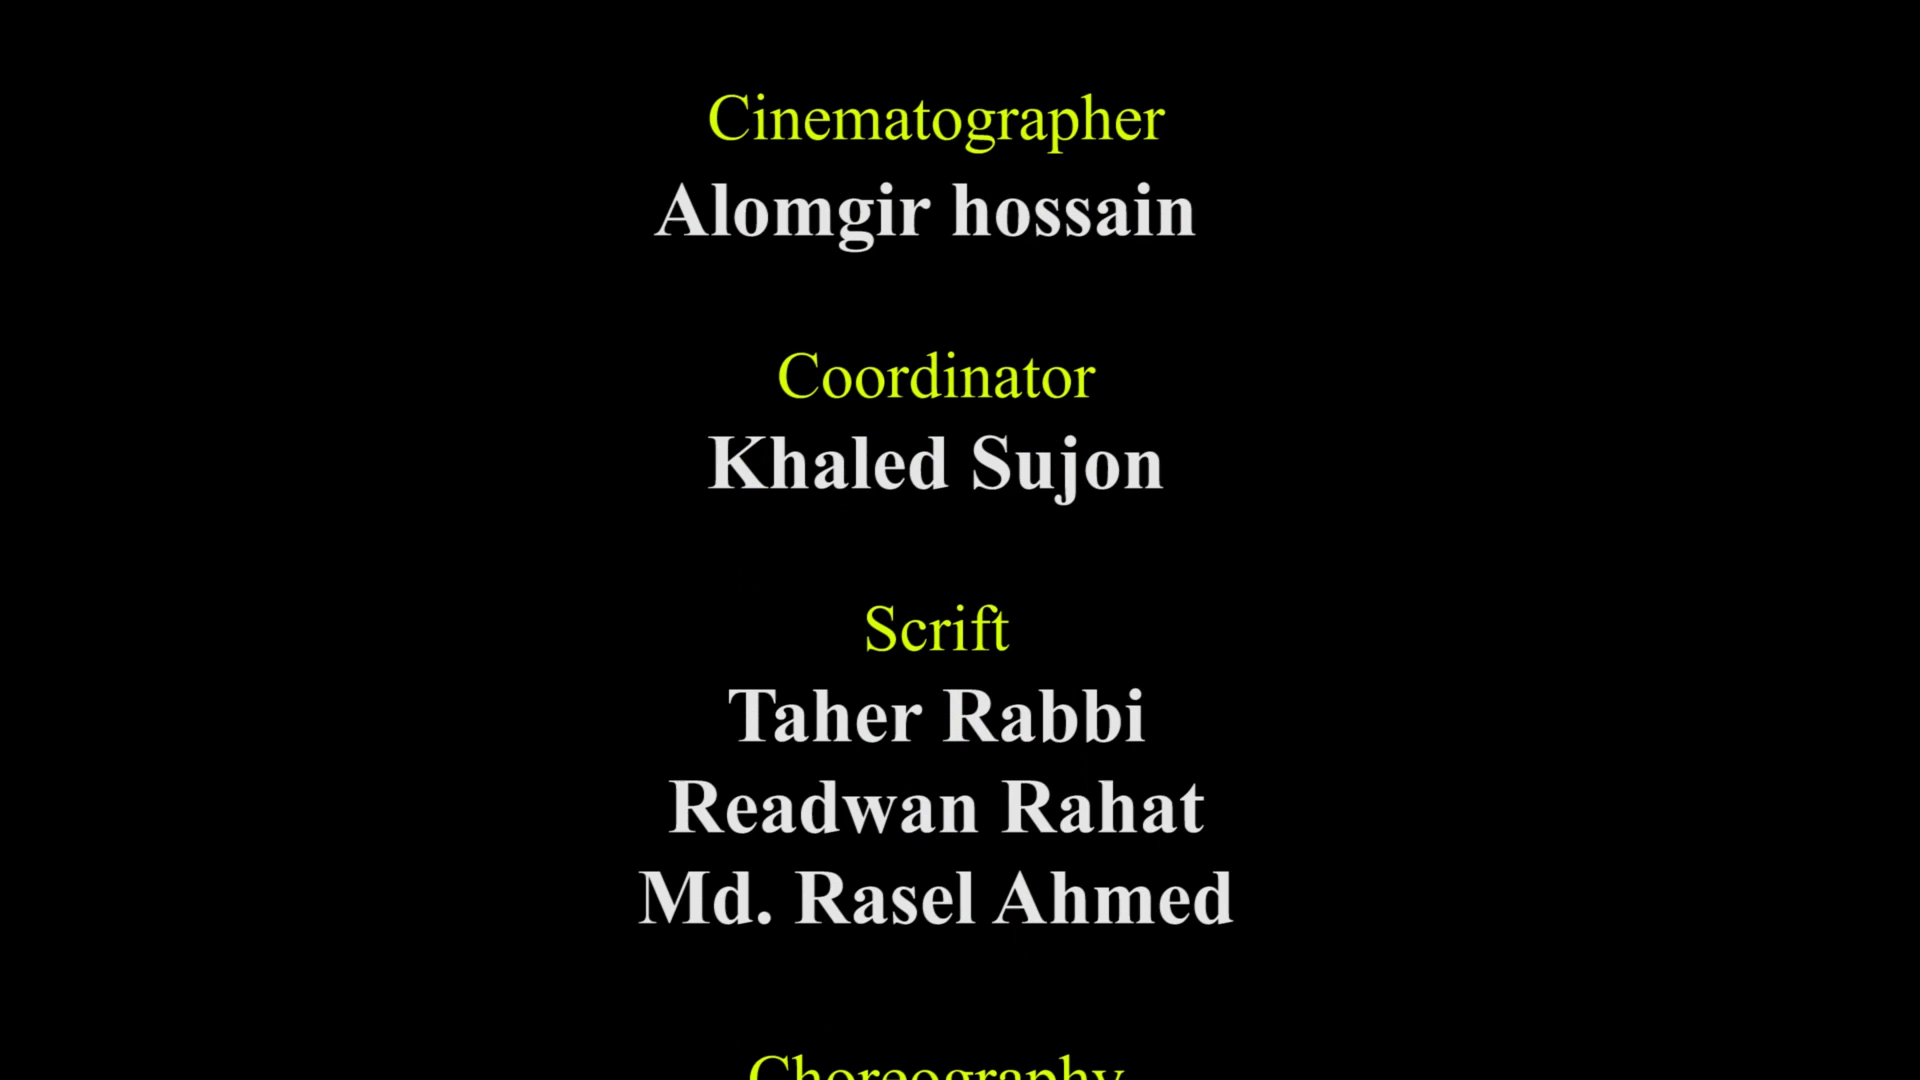 Cinematographer
Alomgir hossain
Coordinator
Khaled Sujon
Scrift
Taher Rabbi
Readwan Rahat
Md. Rasel Ahmed
Choreography